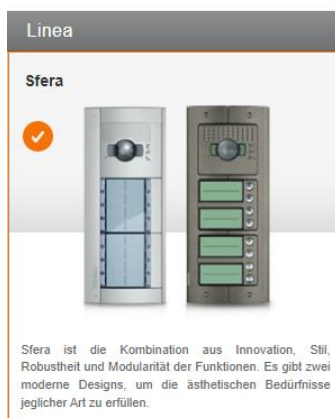 Linea
Sfera
Sfera ist die Kombination aus Innovation, Stil,
Robustheit und Modularität der Funktionen. Es gibt zwei
moderne Designs, um die ästhetischen Bedürfnisse
jeglicher Art zu erfüllen.